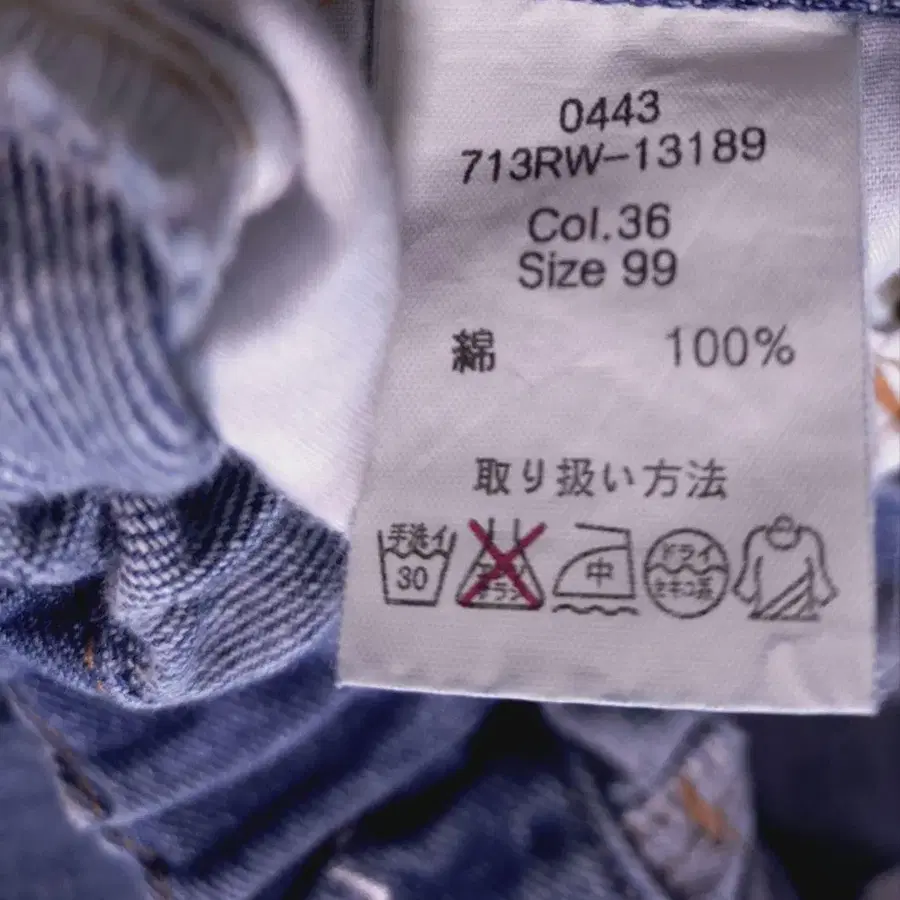 0443
713RW-13189
Col.36
Size 99
綿 100%
取り扱い方法
手洗イ
30
中
ドライ
セキユ系